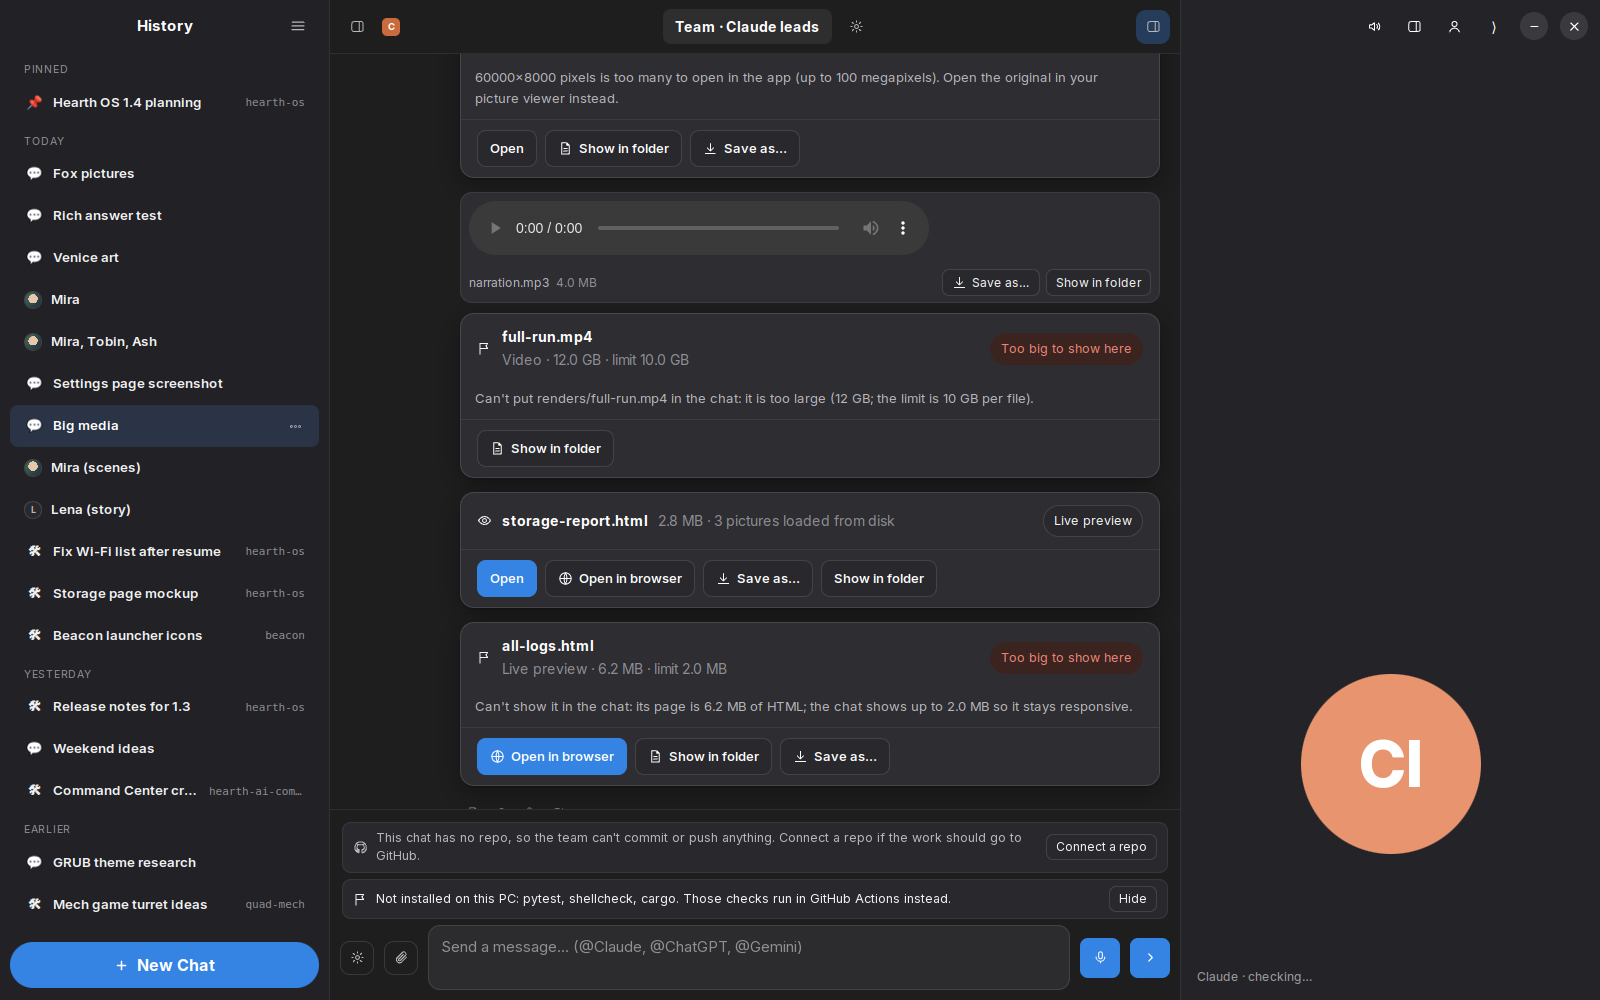 History
PINNED
Hearth OS 1.4 planning hearth-os
TODAY
Fox pictures
Rich answer test
Venice art
Mira
Mira, Tobin, Ash
Settings page screenshot
Big media
Mira (scenes)
L Lena (story)
Fix Wi-Fi list after resume hearth-os
Storage page mockup hearth-os
Beacon launcher icons beacon
YESTERDAY
Release notes for 1.3 hearth-os
Weekend ideas
Command Center cr... hearth-ai-com…
EARLIER
GRUB theme research
Mech game turret ideas quad-mech
+ New Chat
C
Team · Claude leads
60000×8000 pixels is too many to open in the app (up to 100 megapixels). Open the original in your
picture viewer instead.
Open Show in folder Save as...
0:00 / 0:00
narration.mp3 4.0 MB Save as... Show in folder
full-run.mp4
Video · 12.0 GB · limit 10.0 GB
Too big to show here
Can't put renders/full-run.mp4 in the chat: it is too large (12 GB; the limit is 10 GB per file).
Show in folder
storage-report.html 2.8 MB · 3 pictures loaded from disk Live preview
Open Open in browser Save as... Show in folder
all-logs.html
Live preview · 6.2 MB · limit 2.0 MB
Too big to show here
Can't show it in the chat: its page is 6.2 MB of HTML; the chat shows up to 2.0 MB so it stays responsive.
Open in browser Show in folder Save as...
This chat has no repo, so the team can't commit or push anything. Connect a repo if the work should go to
GitHub.
Connect a repo
Not installed on this PC: pytest, shellcheck, cargo. Those checks run in GitHub Actions instead.
Hide
Send a message... (@Claude, @ChatGPT, @Gemini)
Cl
Claude · checking...